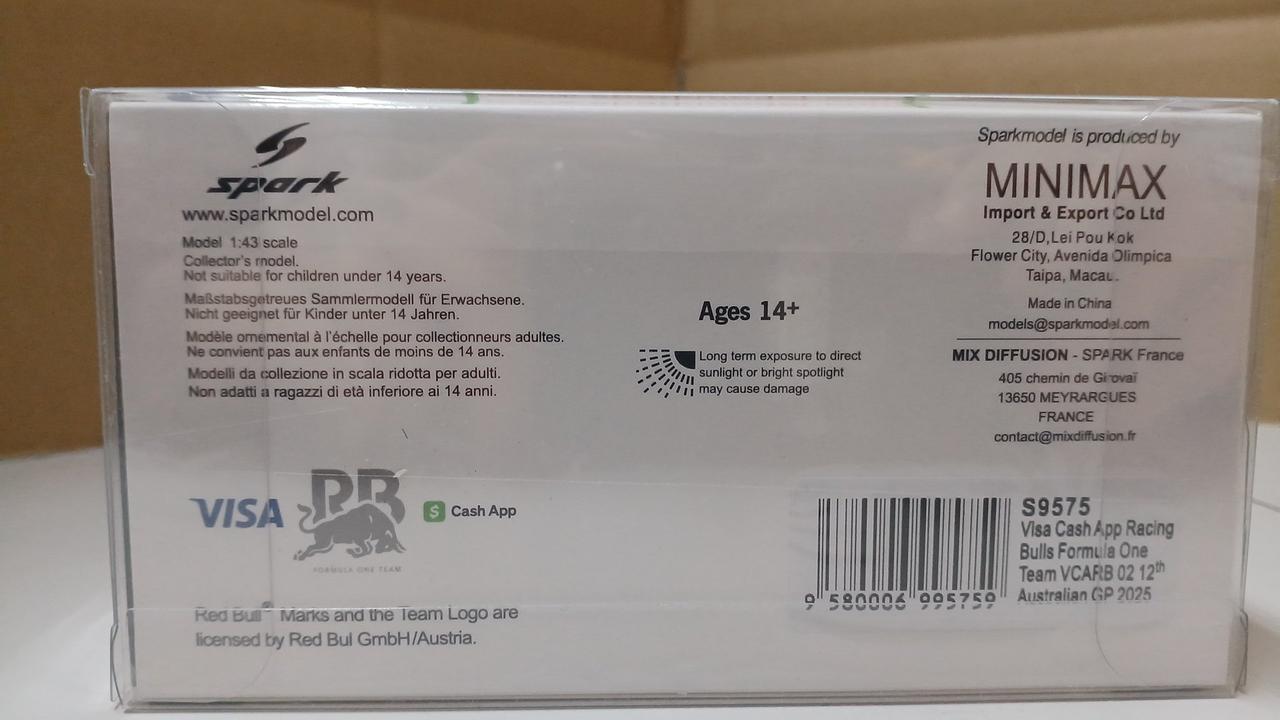 spark
www.sparkmodel.com
Model 1:43 scale
Collector's model.
Not suitable for children under 14 years.
Maßstabsgetreues Sammlermodell für Erwachsene.
Nicht geeignet für Kinder unter 14 Jahren.
Modèle ornemental à l'échelle pour collectionneurs adultes.
Ne convient pas aux enfants de moins de 14 ans.
Modelli da collezione in scala ridotta per adulti.
Non adatti a ragazzi di età inferiore ai 14 anni.
Ages 14+
Long term exposure to direct
sunlight or bright spotlight
may cause damage
Sparkmodel is produced by
MINIMAX
Import & Export Co Ltd
28/D,Lei Pou Kok
Flower City, Avenida Olimpica
Taipa, Macau.
Made in China
models@sparkmodel.com
MIX DIFFUSION - SPARK France
405 chemin de Girovaï
13650 MEYRARGUES
FRANCE
contact@mixdiffusion.fr
VISA
RB
FORMULA ONE TEAM
$ Cash App
Red Bull® Marks and the Team Logo are
licensed by Red Bul GmbH/Austria.
9 580006 995759
S9575
Visa Cash App Racing
Bulls Formula One
Team VCARB 02 12th
Australian GP 2025